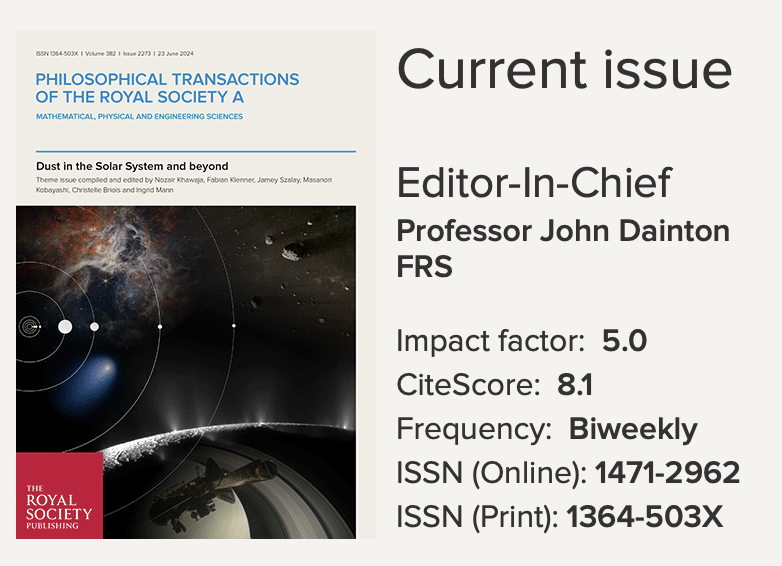 ISSN 1364-503X | Volume 382 | Issue 2273 | 23 June 2024
PHILOSOPHICAL TRANSACTIONS
OF THE ROYAL SOCIETY A
MATHEMATICAL, PHYSICAL AND ENGINEERING SCIENCES
Dust in the Solar System and beyond
Theme issue compiled and edited by Nozair Khawaja, Fabian Klenner, Jamey Szalay, Masanori
Kobayashi, Christelle Briois and Ingrid Mann
THE
ROYAL
SOCIETY
PUBLISHING
Current issue
Editor-In-Chief
Professor John Dainton
FRS
Impact factor: 5.0
CiteScore: 8.1
Frequency: Biweekly
ISSN (Online): 1471-2962
ISSN (Print): 1364-503X